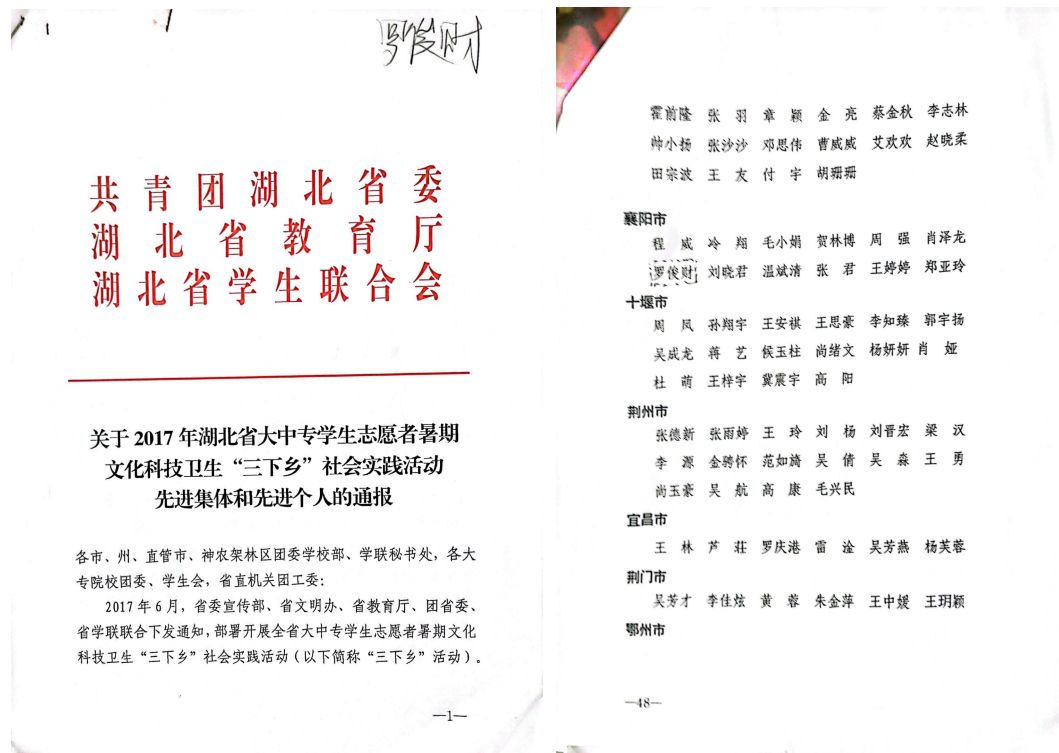 罗俊财
共青团湖北省委
湖北省教育厅
湖北省学生联合会
关于 2017 年湖北省大中专学生志愿者暑期
文化科技卫生“三下乡”社会实践活动
先进集体和先进个人的通报
各市、州、直管市、神农架林区团委学校部、学联秘书处，各大
专院校团委、学生会，省直机关团工委：
2017 年 6 月，省委宣传部、省文明办、省教育厅、团省委、
省学联联合下发通知，部署开展全省大中专学生志愿者暑期文化
科技卫生“三下乡”社会实践活动（以下简称“三下乡”活动）。
—1—
霍前隆 张 羽 章 颖 金 亮 蔡金秋 李志林
帅小扬 张沙沙 邓思伟 曹威威 艾欢欢 赵晓柔
田宗波 王 友 付 宇 胡珊珊
襄阳市
程 威 冷 翔 毛小娟 贺林博 周 强 肖泽龙
罗俊财 刘晓君 温斌清 张 君 王婷婷 郑亚玲
十堰市
周 凤 孙翔宇 王安祺 王思豪 李知臻 郭宇扬
吴成龙 蒋 艺 候玉柱 尚绪文 杨妍妍 肖 娅
杜 萌 王梓宇 冀震宇 高 阳
荆州市
张德新 张雨婷 王 玲 刘 杨 刘晋宏 梁 汉
李 源 金骋怀 范如漪 吴 倩 吴 淼 王 勇
尚玉豪 吴 航 高 康 毛兴民
宜昌市
王 林 芦 荘 罗庆港 雷 淦 吴芳燕 杨芙蓉
荆门市
吴芳才 李佳炫 黄 蓉 朱金萍 王中媛 王玥颖
鄂州市
—48—